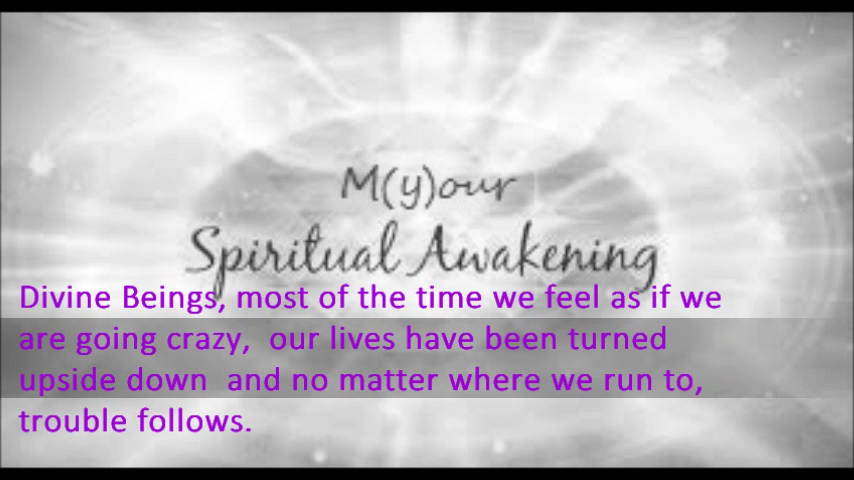 M(y)our
Spiritual Awakening
Divine Beings, most of the time we feel as if we
are going crazy,  our lives have been turned
upside down  and no matter where we run to,
trouble follows.